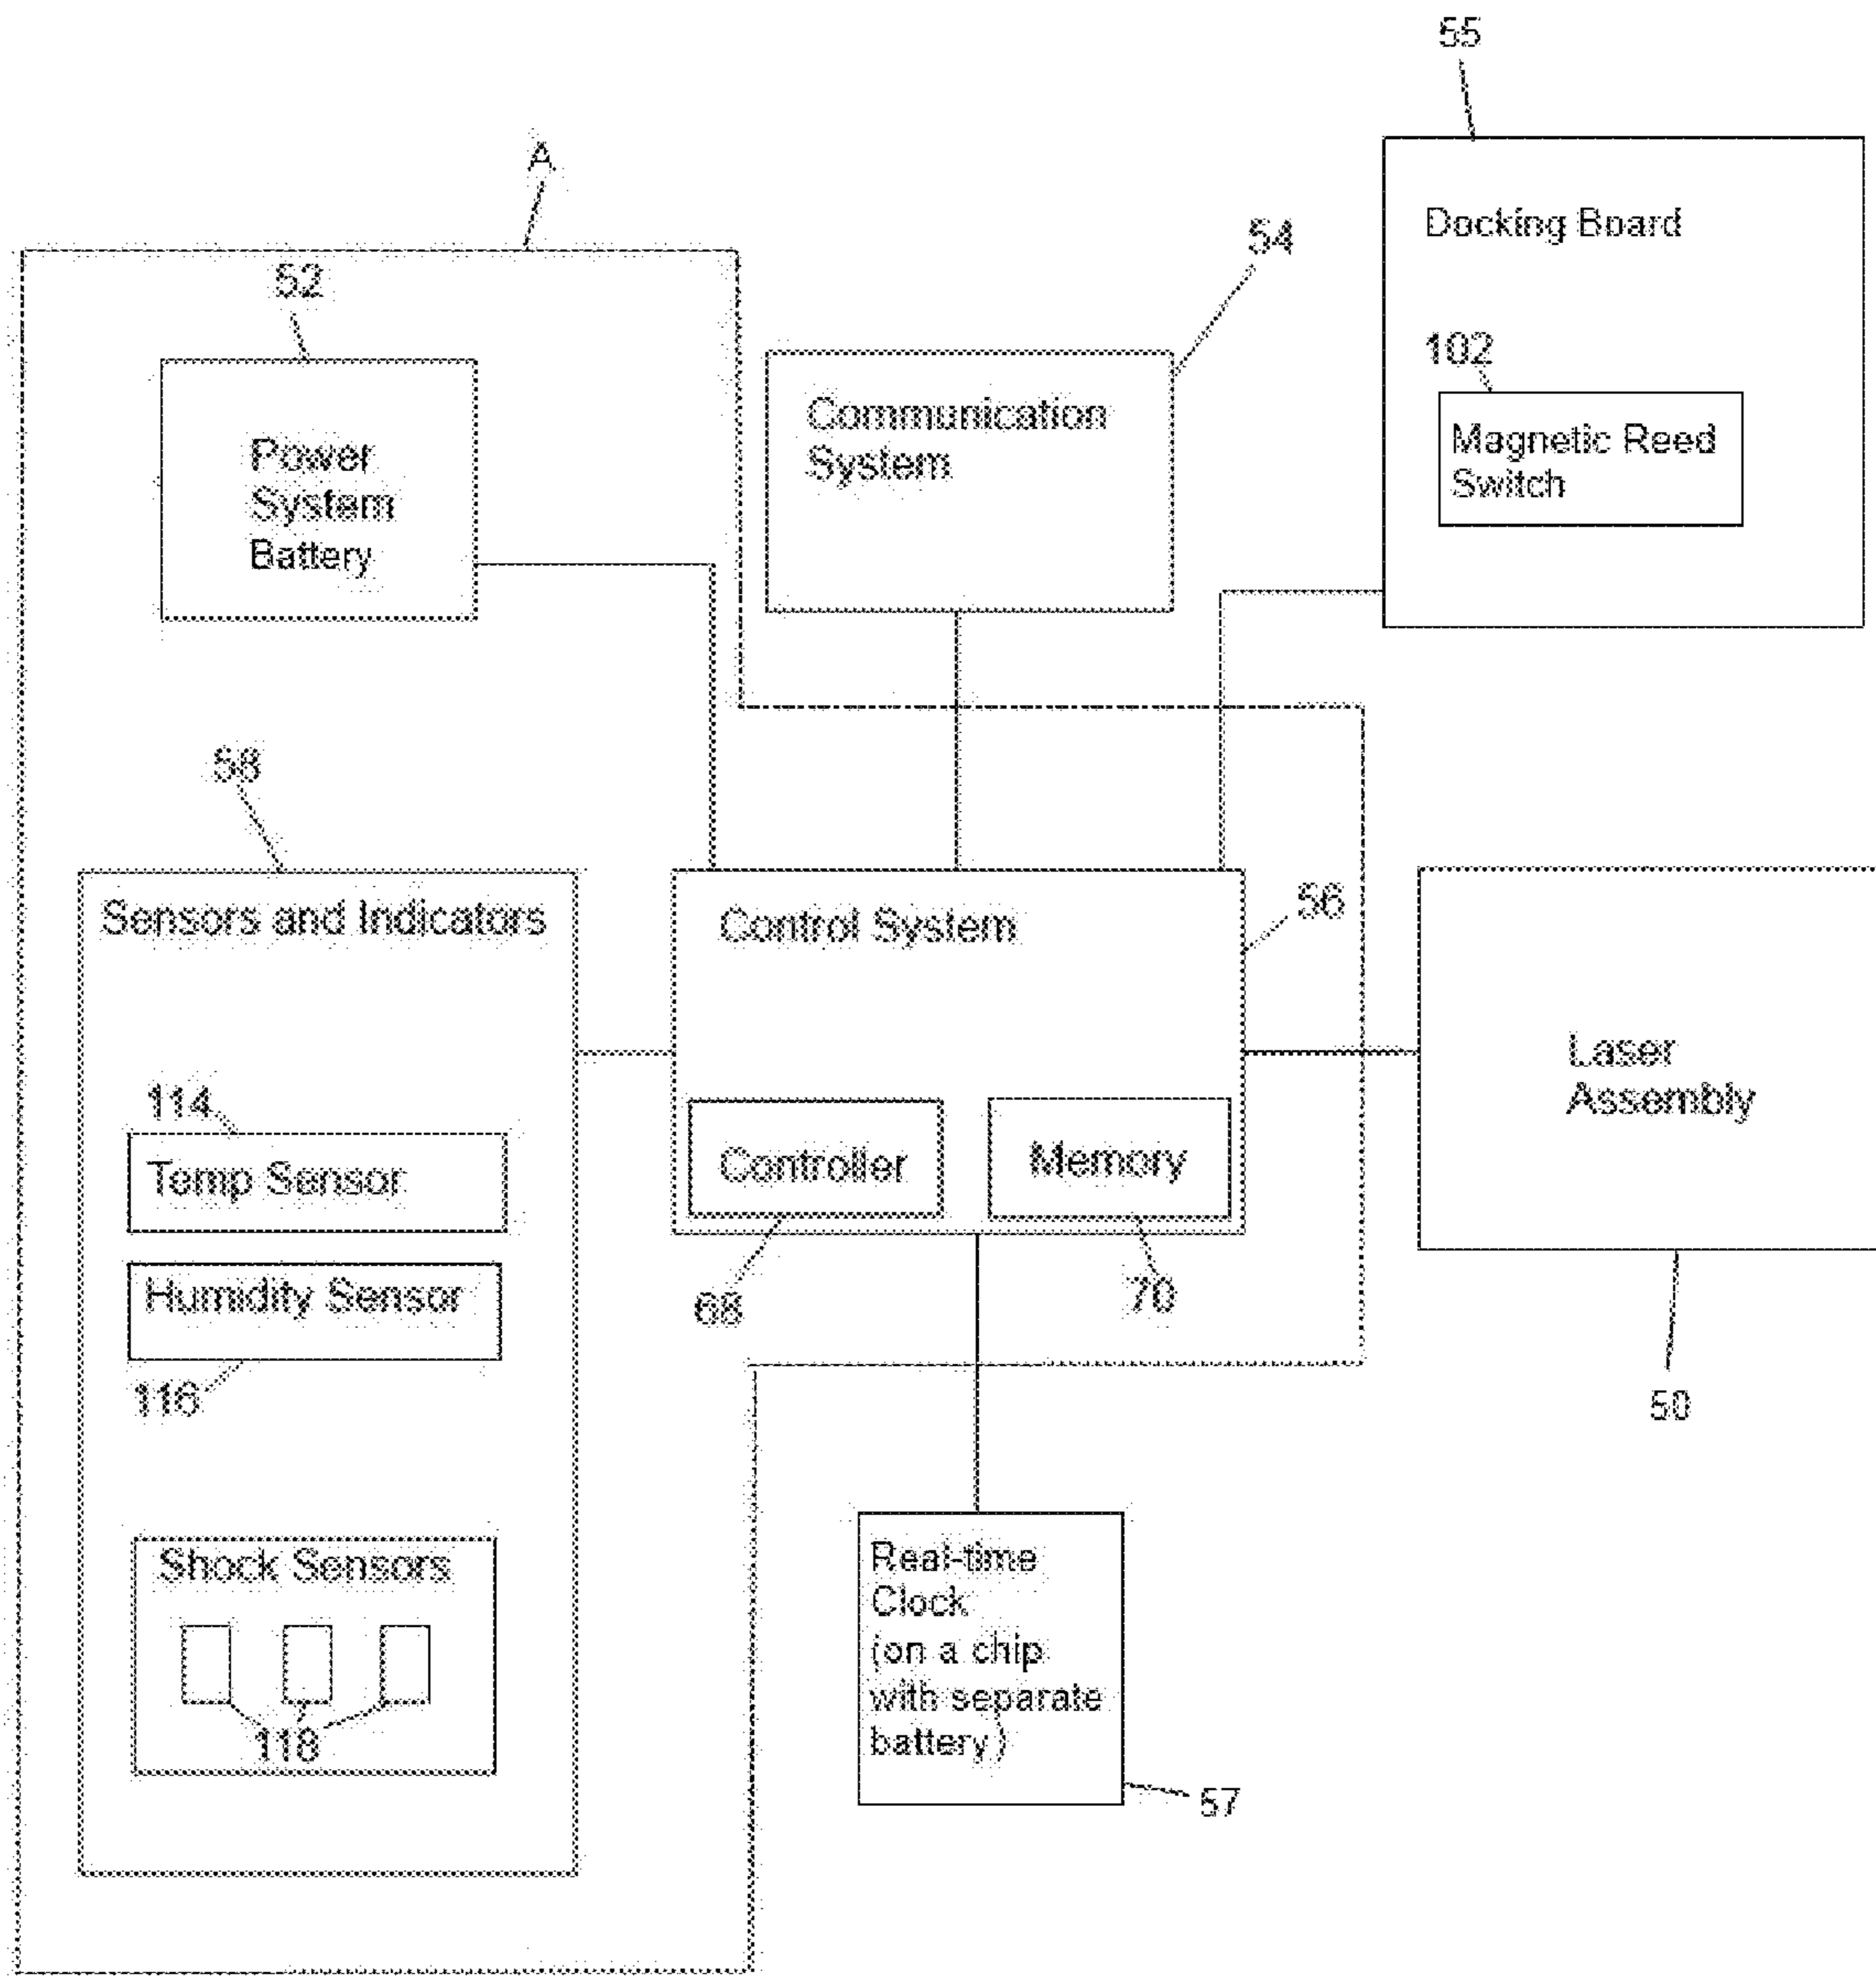 55
A
Docking Board
54
52
102
Magnetic Reed
Switch
Communication
System
Power
System
Battery
58
Sensors and Indicators
Control System
56
Laser
Assembly
114
Temp Sensor
Controller
Memory
Humidity Sensor
68
70
116
50
Shock Sensors
118
Real-time
Clock
(on a chip
with separate
battery)
57